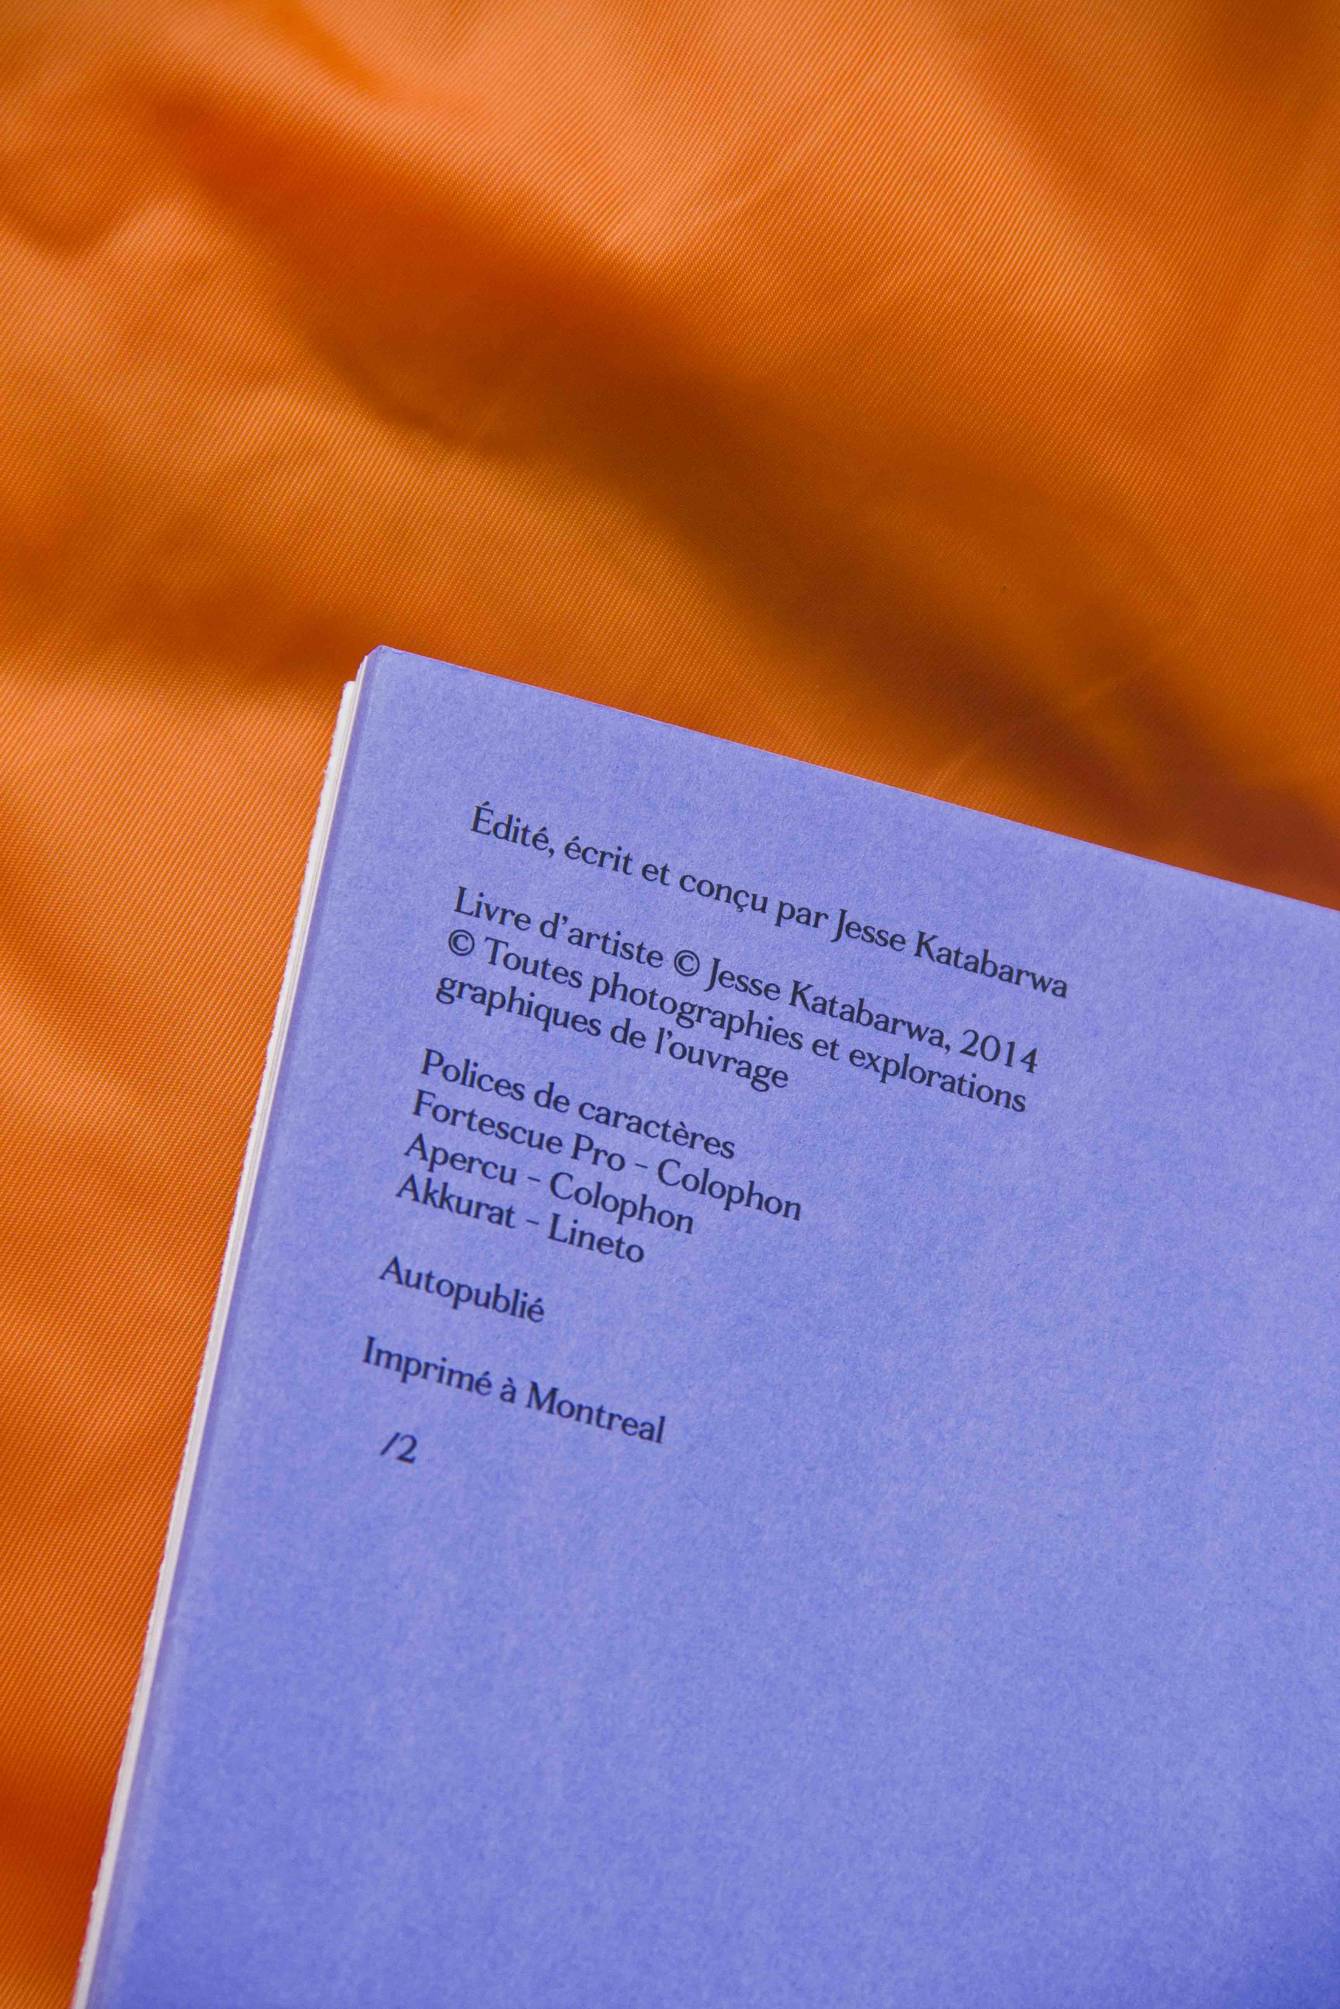 Édité, écrit et conçu par Jesse Katabarwa
Livre d’artiste © Jesse Katabarwa, 2014
© Toutes photographies et explorations
graphiques de l’ouvrage
Polices de caractères
Fortescue Pro - Colophon
Apercu - Colophon
Akkurat - Lineto
Autopublié
Imprimé à Montreal
/2